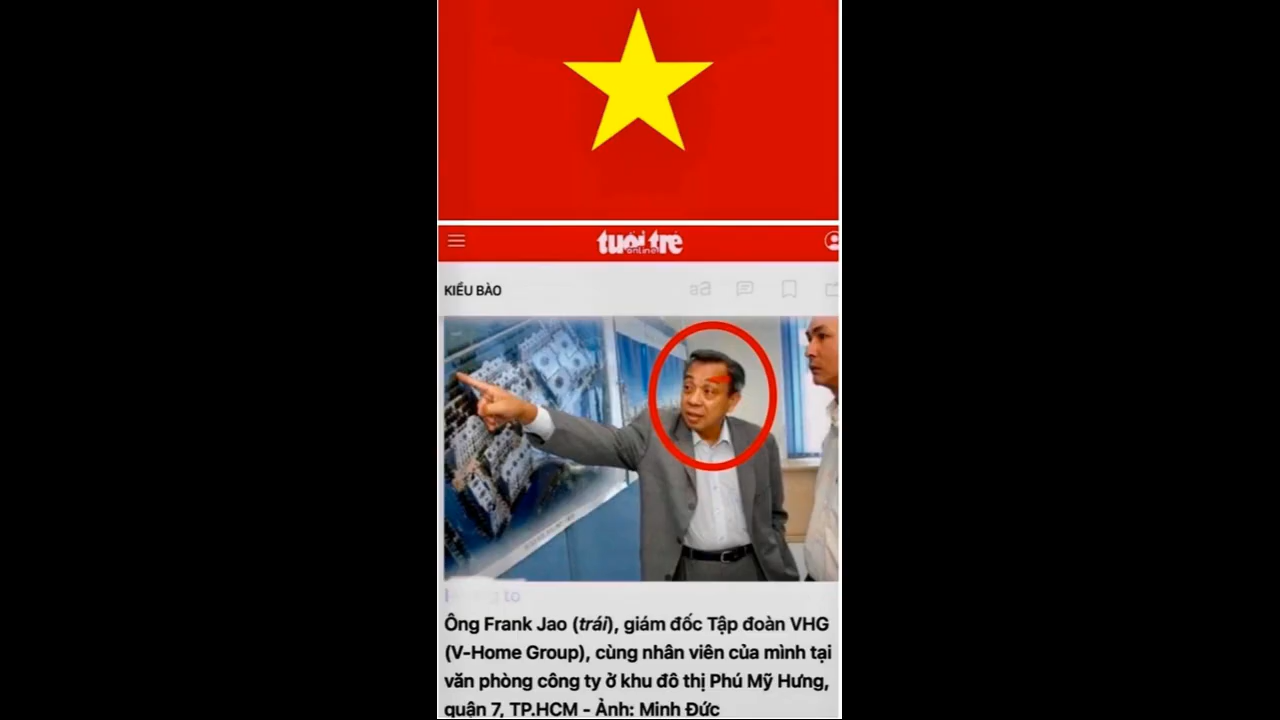 tuổi trẻ
online
KIỀU BÀO
aa
Ông Frank Jao (trái), giám đốc Tập đoàn VHG
(V-Home Group), cùng nhân viên của mình tại
văn phòng công ty ở khu đô thị Phú Mỹ Hưng,
quận 7, TP.HCM - Ảnh: Minh Đức